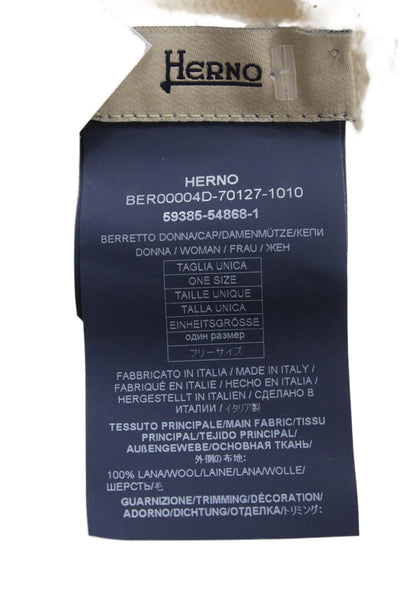 HERNO
HERNO
BER00004D-70127-1010
59385-54868-1
BERRETTO DONNA/CAP/DAMENMÜTZE/КЕПИ
DONNA / WOMAN / FRAU / ЖЕН
TAGLIA UNICA
ONE SIZE
TAILLE UNIQUE
TALLA UNICA
EINHEITSGRÖSSE
один размер
フリーサイズ
FABBRICATO IN ITALIA / MADE IN ITALY /
FABRIQUÉ EN ITALIE / HECHO EN ITALIA /
HERGESTELLT IN ITALIEN / СДЕЛАНО В
ИТАЛИИ / イタリア製
TESSUTO PRINCIPALE/MAIN FABRIC/TISSU
PRINCIPAL/TEJIDO PRINCIPAL/
AUßENGEWEBE/ОСНОВНАЯ ТКАНЬ/
外側の布地:
100% LANA/WOOL/LAINE/LANA/WOLLE/
ШЕРСТЬ/毛
GUARNIZIONE/TRIMMING/DÉCORATION/
ADORNO/DICHTUNG/ОТДЕЛКА/トリミング: